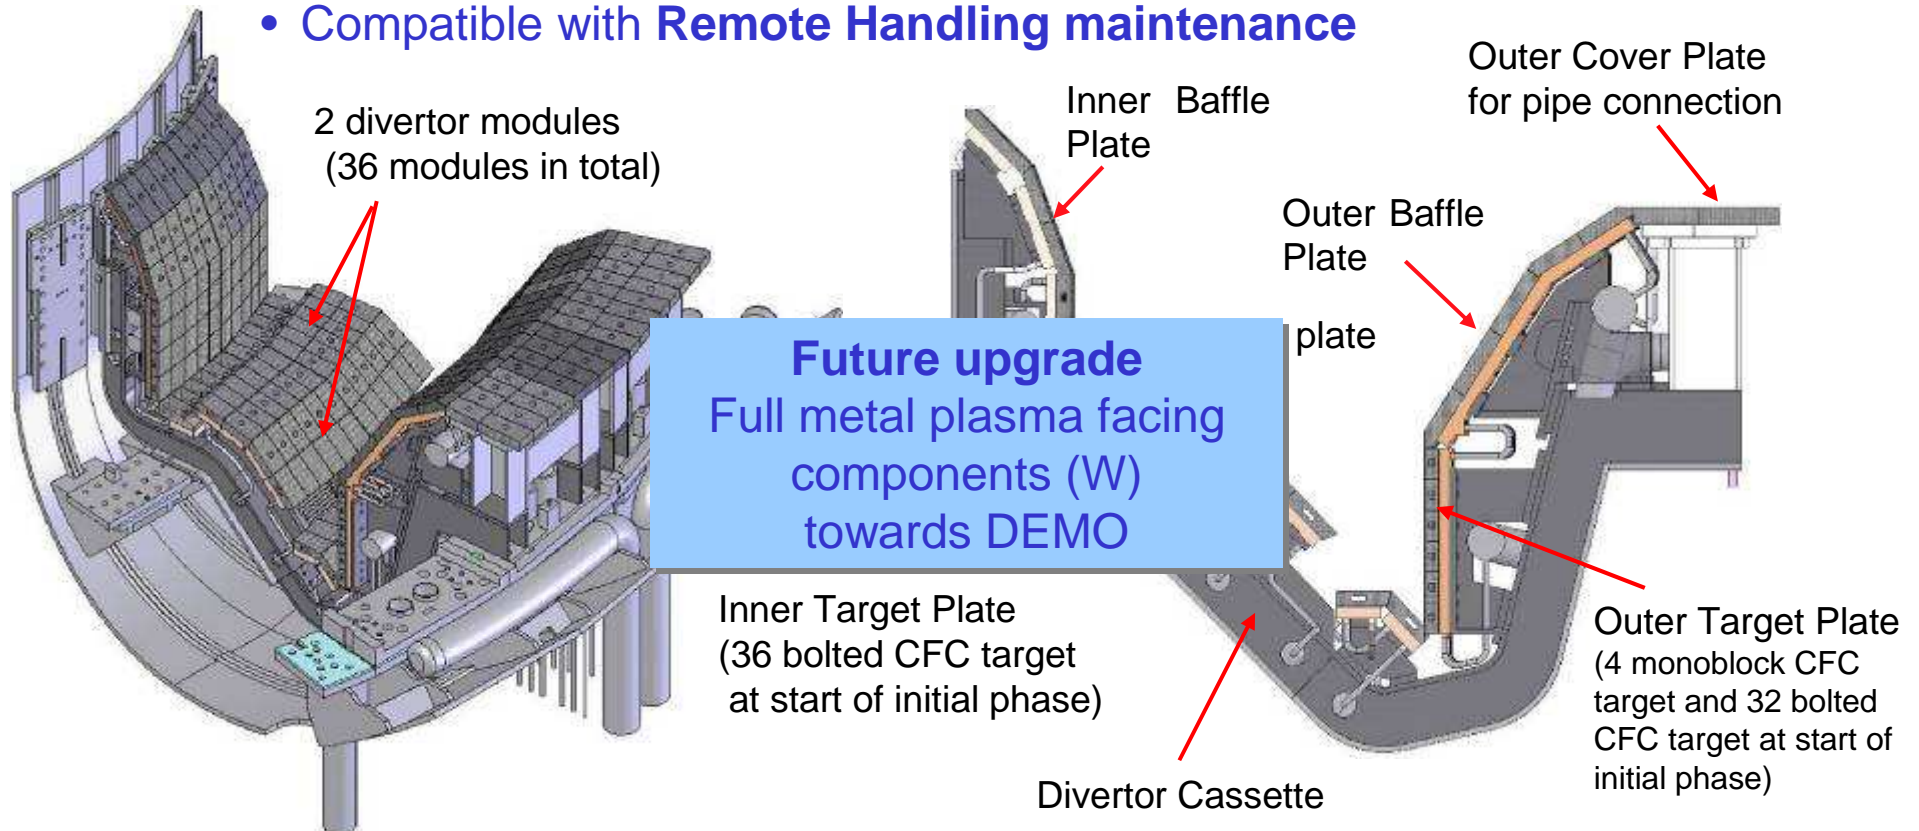 • Compatible with Remote Handling maintenance
2 divertor modules
(36 modules in total)
Inner Baffle
Plate
Outer Cover Plate
for pipe connection
Outer Baffle
Plate
plate
Future upgrade
Full metal plasma facing
components (W)
towards DEMO
Inner Target Plate
(36 bolted CFC target
at start of initial phase)
Outer Target Plate
(4 monoblock CFC
target and 32 bolted
CFC target at start of
initial phase)
Divertor Cassette